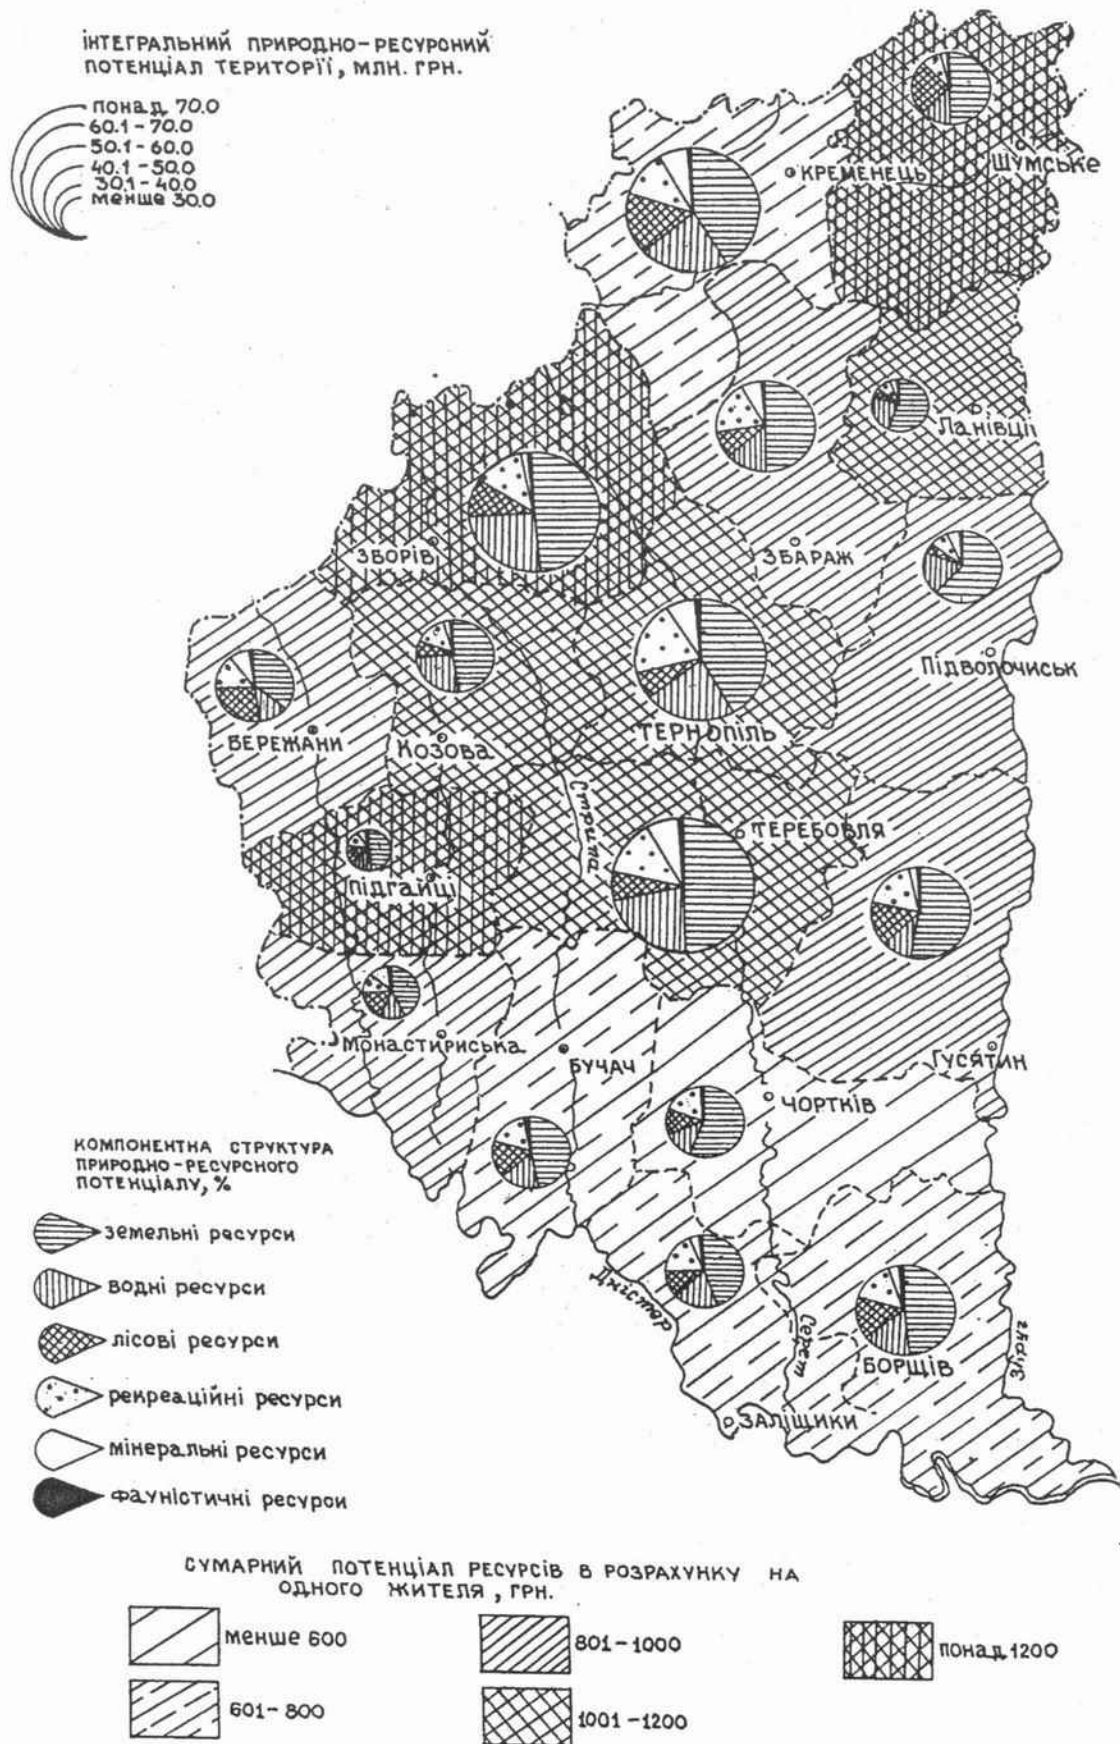 ІНТЕГРАЛЬНИЙ ПРИРОДНО-РЕСУРСНИЙ
ПОТЕНЦІАЛ ТЕРИТОРІЇ, МЛН. ГРН.
понад 70.0
60.1-70.0
50.1-60.0
40.1-50.0
30.1-40.0
менше 30.0
ШУМСЬКЕ
КРЕМЕНЕЦЬ
Ланівці
ЗБОРІВ
ЗБАРАЖ
Підволочиськ
БЕРЕЖАНИ
Козова
ТЕРНОПІЛЬ
Стрипа
ТЕРЕБОВЛЯ
підгайці
Монастириська
БУЧАЧ
Гусятин
ЧОРТКІВ
КОМПОНЕНТНА СТРУКТУРА
ПРИРОДНО-РЕСУРСНОГО
ПОТЕНЦІАЛУ, %
земельні ресурси
водні ресурси
лісові ресурси
рекреаційні ресурси
мінеральні ресурси
фауністичні ресурси
Дністер
Серет
БОРЩІВ
Збруч
ЗАЛІЩИКИ
СУМАРНИЙ ПОТЕНЦІАЛ РЕСУРСІВ В РОЗРАХУНКУ НА
ОДНОГО ЖИТЕЛЯ, ГРН.
менше 600
801-1000
понад 1200
601-800
1001-1200